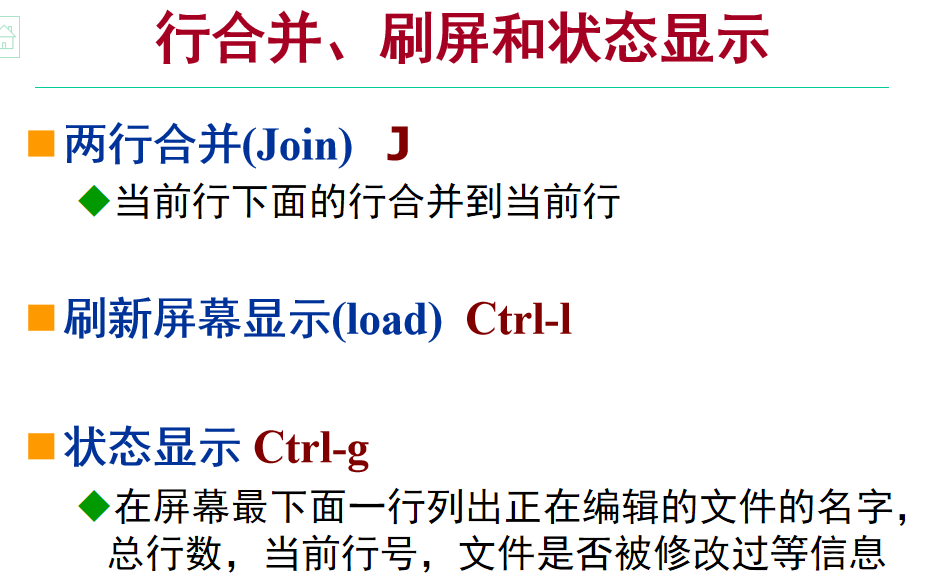 行合并、刷屏和状态显示
两行合并(Join) J
当前行下面的行合并到当前行
刷新屏幕显示(load) Ctrl-l
状态显示 Ctrl-g
在屏幕最下面一行列出正在编辑的文件的名字，
总行数，当前行号，文件是否被修改过等信息